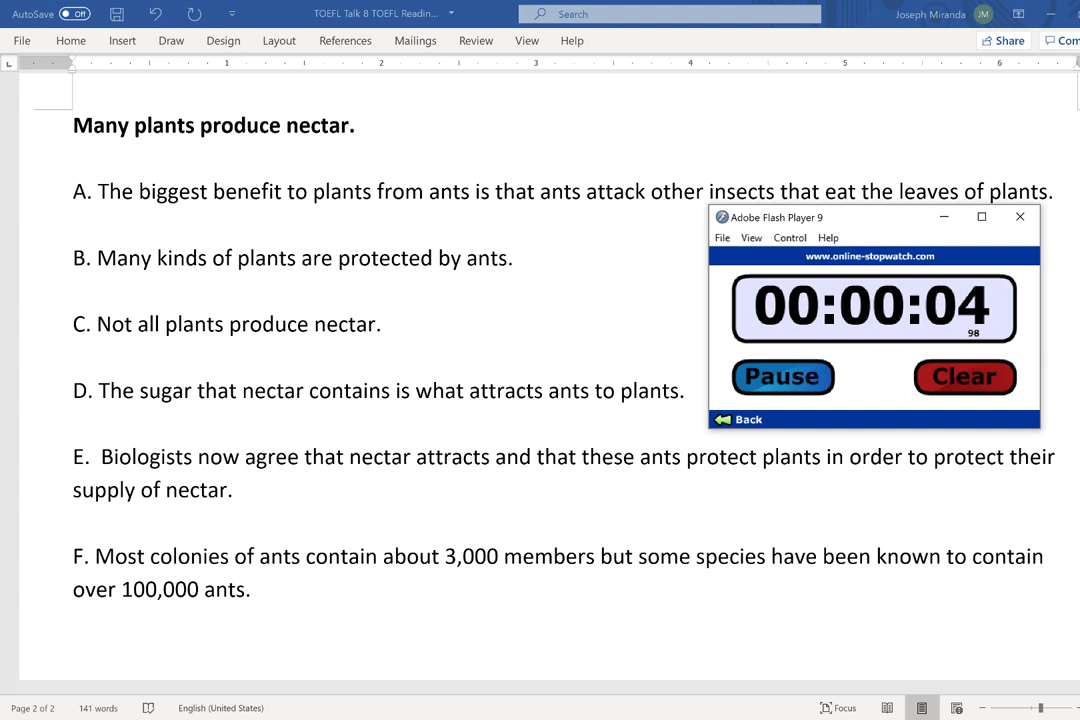 AutoSave Off TOEFL Talk 8 TOEFL Readin... Search Joseph Miranda JM
File Home Insert Draw Design Layout References Mailings Review View Help Share Com
1 2 3 4 5 6
Many plants produce nectar.
A. The biggest benefit to plants from ants is that ants attack other insects that eat the leaves of plants.
Adobe Flash Player 9
File View Control Help
www.online-stopwatch.com
B. Many kinds of plants are protected by ants.
00:00:04
98
C. Not all plants produce nectar.
Pause Clear
D. The sugar that nectar contains is what attracts ants to plants.
Back
E. Biologists now agree that nectar attracts and that these ants protect plants in order to protect their
supply of nectar.
F. Most colonies of ants contain about 3,000 members but some species have been known to contain
over 100,000 ants.
Page 2 of 2 141 words English (United States) Focus